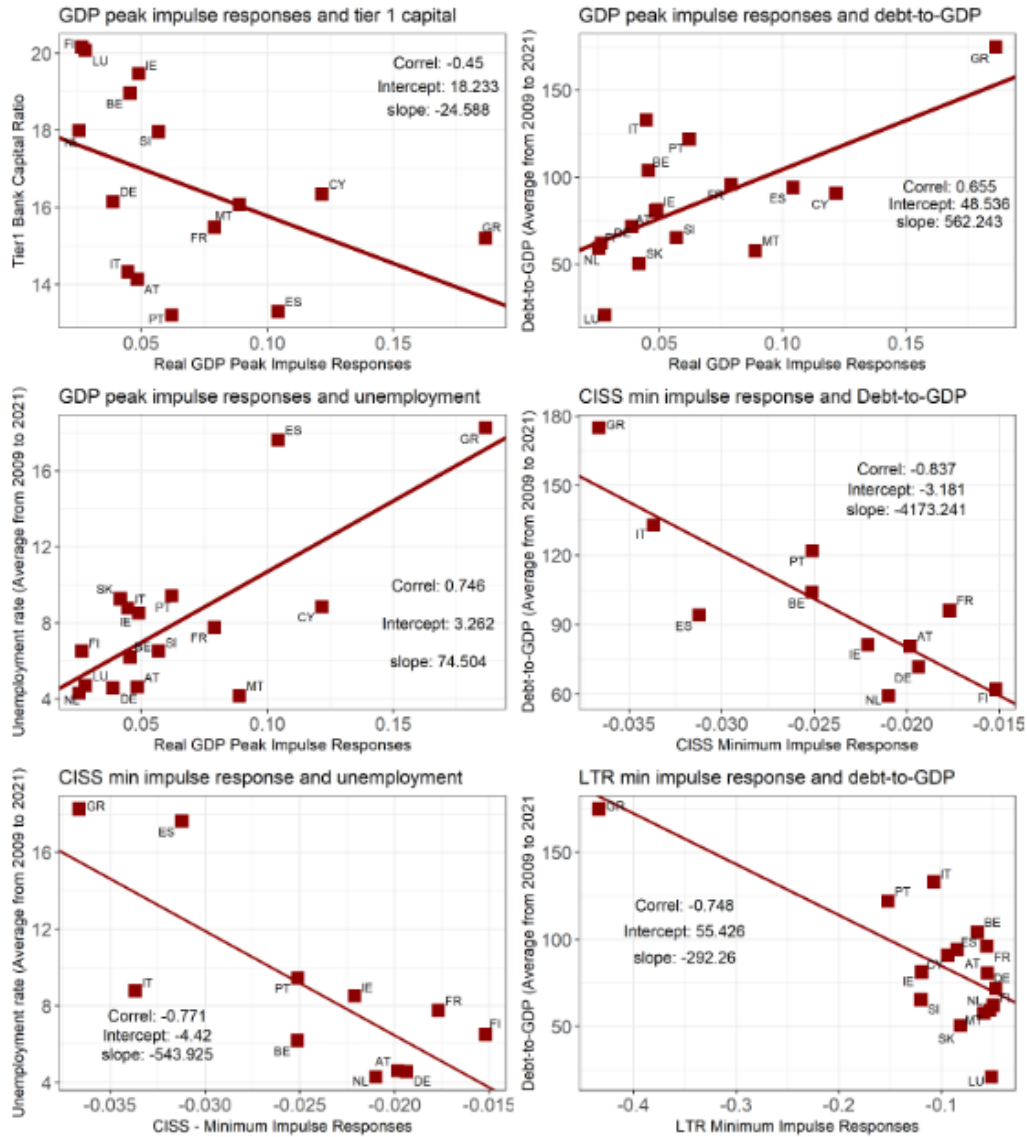 GDP peak impulse responses and tier 1 capital
Tier1 Bank Capital Ratio
20
18
16
14
FI
LU
IE
BE
SI
NL
DE
CY
MT
FR
GR
IT
AT
PT
ES
Correl: -0.45
Intercept: 18.233
slope: -24.588
0.05
0.10
0.15
Real GDP Peak Impulse Responses
GDP peak impulse responses and debt-to-GDP
Debt-to-GDP (Average from 2009 to 2021)
150
100
50
GR
IT
PT
BE
FR
ES
CY
IE
AT
DE
SI
FI
NL
SK
MT
LU
Correl: 0.655
Intercept: 48.536
slope: 562.243
0.05
0.10
0.15
Real GDP Peak Impulse Responses
GDP peak impulse responses and unemployment
Unemployment rate (Average from 2009 to 2021)
16
12
8
4
ES
GR
SK
IT
IE
PT
CY
FR
FI
BE
SI
LU
NL
DE
AT
MT
Correl: 0.746
Intercept: 3.262
slope: 74.504
0.05
0.10
0.15
Real GDP Peak Impulse Responses
CISS min impulse response and Debt-to-GDP
Debt-to-GDP (Average from 2009 to 2021)
180
150
120
90
60
GR
IT
PT
BE
ES
FR
IE
AT
DE
NL
FI
Correl: -0.837
Intercept: -3.181
slope: -4173.241
-0.035
-0.030
-0.025
-0.020
-0.015
CISS Minimum Impulse Response
CISS min impulse response and unemployment
Unemployment rate (Average from 2009 to 2021)
16
12
8
4
GR
ES
IT
PT
IE
FR
BE
FI
AT
NL
DE
Correl: -0.771
Intercept: -4.42
slope: -543.925
-0.035
-0.030
-0.025
-0.020
-0.015
CISS - Minimum Impulse Responses
LTR min impulse response and debt-to-GDP
Debt-to-GDP (Average from 2009 to 2021)
150
100
50
GR
IT
PT
BE
ES
FR
CY
AT
IE
DE
SI
NL
FI
MT
SK
LU
Correl: -0.748
Intercept: 55.426
slope: -292.26
-0.4
-0.3
-0.2
-0.1
LTR Minimum Impulse Responses